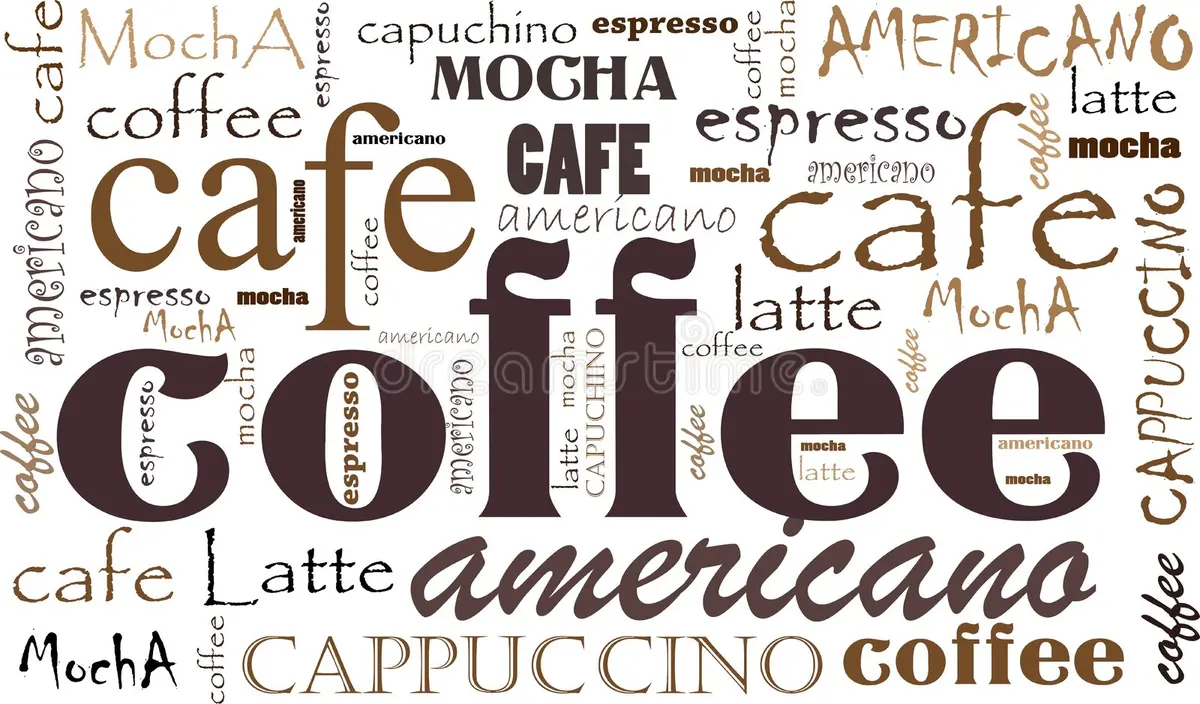 cafe
MochA
espresso
capuchino
espresso
coffee
mocha
AMERICANO
MOCHA
latte
coffee
americano
CAFE
espresso
coffee
mocha
americano
cafe
americano
coffee
mocha
americano
cafe
americano
CAPPUCCINO
espresso
mocha
MochA
americano
latte
coffee
MochA
coffee
coffee
mocha
espresso
espresso
americano
mocha
latte
CAPUCHINO
coffee
mocha
latte
americano
mocha
coffee
dreamstime
cafe
Latte
americano
coffee
MochA
coffee
CAPPUCCINO
coffee